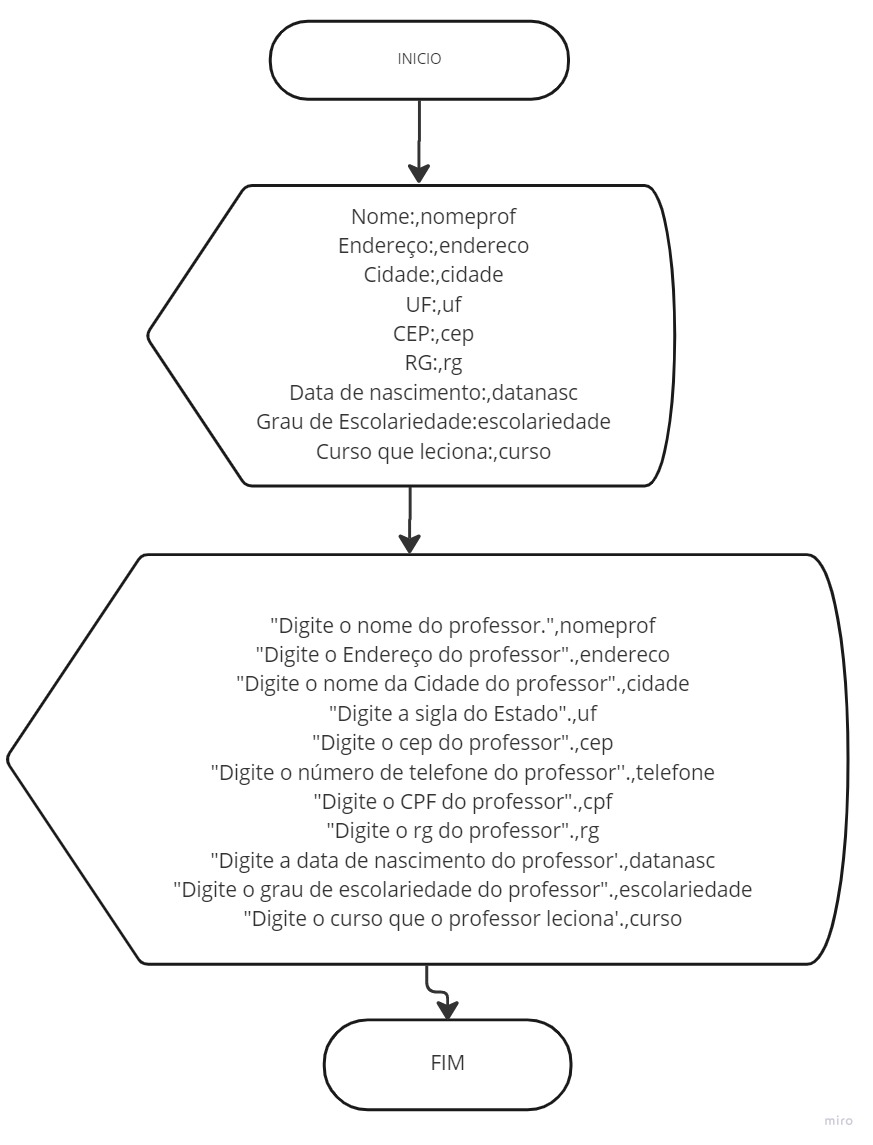 INICIO
Nome:,nomeprof
Endereço:,endereco
Cidade:,cidade
UF:,uf
CEP:,cep
RG:,rg
Data de nascimento:,datanasc
Grau de Escolariedade:escolariedade
Curso que leciona:,curso
"Digite o nome do professor.",nomeprof
"Digite o Endereço do professor".,endereco
"Digite o nome da Cidade do professor".,cidade
"Digite a sigla do Estado".,uf
"Digite o cep do professor".,cep
"Digite o número de telefone do professor''.,telefone
"Digite o CPF do professor".,cpf
"Digite o rg do professor".,rg
"Digite a data de nascimento do professor'.,datanasc
"Digite o grau de escolariedade do professor".,escolariedade
"Digite o curso que o professor leciona'.,curso
FIM
miro